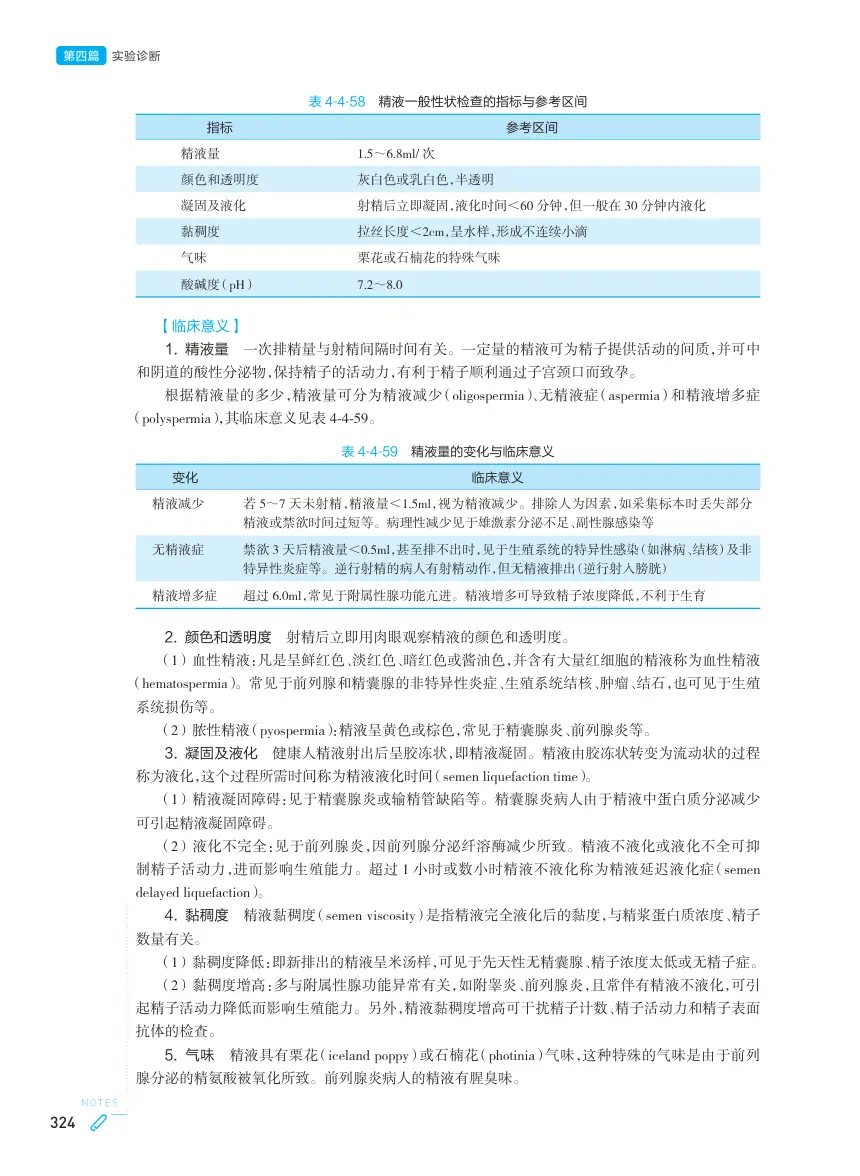 第四篇 实验诊断
表 4-4-58 精液一般性状检查的指标与参考区间
指标 参考区间
精液量 1.5～6.8ml/ 次
颜色和透明度 灰白色或乳白色,半透明
凝固及液化 射精后立即凝固,液化时间＜60 分钟,但一般在 30 分钟内液化
黏稠度 拉丝长度＜2cm,呈水样,形成不连续小滴
气味 栗花或石楠花的特殊气味
酸碱度（pH） 7.2～8.0
【临床意义】
1. 精液量 一次排精量与射精间隔时间有关。一定量的精液可为精子提供活动的间质,并可中
和阴道的酸性分泌物,保持精子的活动力,有利于精子顺利通过子宫颈口而致孕。
根据精液量的多少,精液量可分为精液减少（oligospermia）、无精液症（aspermia）和精液增多症
（polyspermia）,其临床意义见表 4-4-59。
表 4-4-59 精液量的变化与临床意义
变化 临床意义
精液减少 若 5～7 天未射精,精液量＜1.5ml,视为精液减少。排除人为因素,如采集标本时丢失部分
精液或禁欲时间过短等。病理性减少见于雄激素分泌不足、副性腺感染等
无精液症 禁欲 3 天后精液量＜0.5ml,甚至排不出时,见于生殖系统的特异性感染（如淋病、结核）及非
特异性炎症等。逆行射精的病人有射精动作,但无精液排出（逆行射入膀胱）
精液增多症 超过 6.0ml,常见于附属性腺功能亢进。精液增多可导致精子浓度降低,不利于生育
2. 颜色和透明度 射精后立即用肉眼观察精液的颜色和透明度。
（1）血性精液:凡是呈鲜红色、淡红色、暗红色或酱油色,并含有大量红细胞的精液称为血性精液
（hematospermia）。常见于前列腺和精囊腺的非特异性炎症、生殖系统结核、肿瘤、结石,也可见于生殖
系统损伤等。
（2）脓性精液（pyospermia）:精液呈黄色或棕色,常见于精囊腺炎、前列腺炎等。
3. 凝固及液化 健康人精液射出后呈胶冻状,即精液凝固。精液由胶冻状转变为流动状的过程
称为液化,这个过程所需时间称为精液液化时间（semen liquefaction time）。
（1）精液凝固障碍:见于精囊腺炎或输精管缺陷等。精囊腺炎病人由于精液中蛋白质分泌减少
可引起精液凝固障碍。
（2）液化不完全:见于前列腺炎,因前列腺分泌纤溶酶减少所致。精液不液化或液化不全可抑
制精子活动力,进而影响生殖能力。超过 1 小时或数小时精液不液化称为精液延迟液化症（semen
delayed liquefaction）。
4. 黏稠度 精液黏稠度（semen viscosity）是指精液完全液化后的黏度,与精浆蛋白质浓度、精子
数量有关。
（1）黏稠度降低:即新排出的精液呈米汤样,可见于先天性无精囊腺、精子浓度太低或无精子症。
（2）黏稠度增高:多与附属性腺功能异常有关,如附睾炎、前列腺炎,且常伴有精液不液化,可引
起精子活动力降低而影响生殖能力。另外,精液黏稠度增高可干扰精子计数、精子活动力和精子表面
抗体的检查。
5. 气味 精液具有栗花（iceland poppy）或石楠花（photinia）气味,这种特殊的气味是由于前列
腺分泌的精氨酸被氧化所致。前列腺炎病人的精液有腥臭味。
NOTES
324